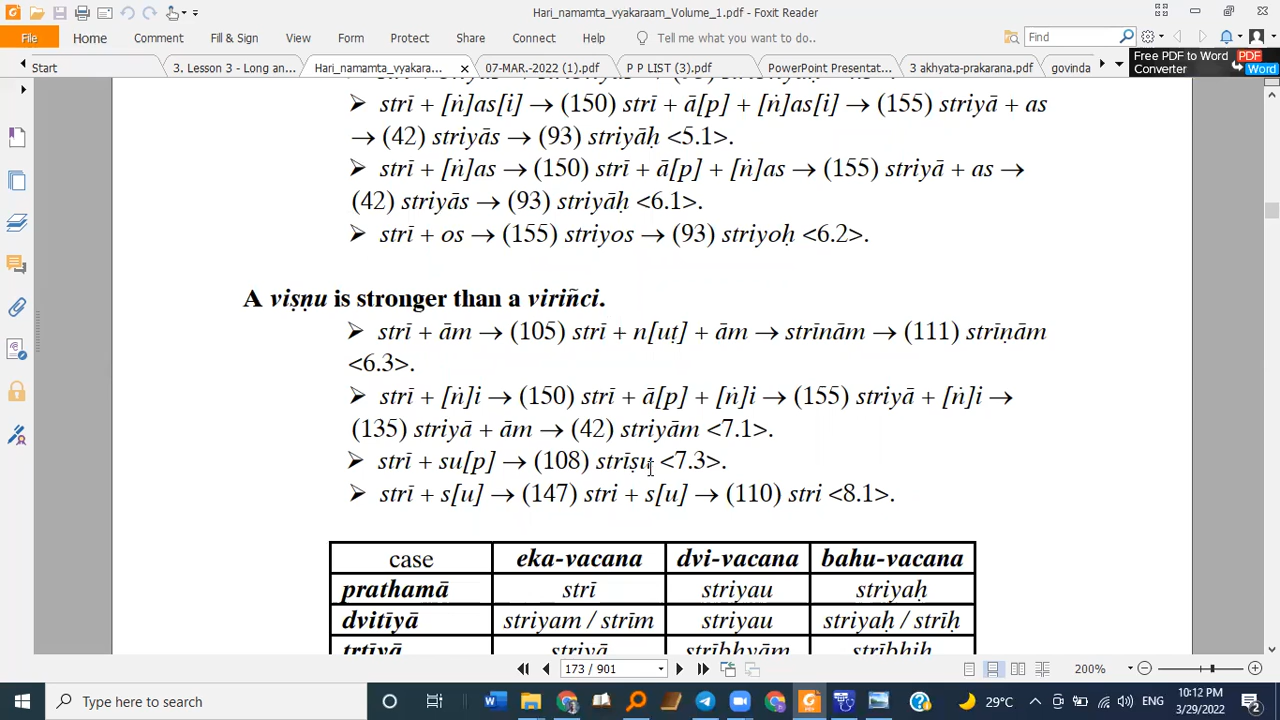 Hari_namamta_vyakaraam_Volume_1.pdf - Foxit Reader
File Home Comment Fill & Sign View Form Protect Share Connect Help Tell me what you want to do... Find
Start 3. Lesson 3 - Long an... Hari_namamta_vyakara... 07-MAR-2022 (1).pdf P P LIST (3).pdf PowerPoint Presentat... 3 akhyata-prakarana.pdf govinda
Free PDF to Word Converter PDF Word
➢ strī + [ṅ]as[i] → (150) strī + ā[p] + [ṅ]as[i] → (155) striyā + as
→ (42) striyās → (93) striyāḥ <5.1>.
➢ strī + [ṅ]as → (150) strī + ā[p] + [ṅ]as → (155) striyā + as →
(42) striyās → (93) striyāḥ <6.1>.
➢ strī + os → (155) striyos → (93) striyoḥ <6.2>.
A viṣṇu is stronger than a viriñci.
➢ strī + ām → (105) strī + n[uṭ] + ām → strīnām → (111) strīṇām
<6.3>.
➢ strī + [ṅ]i → (150) strī + ā[p] + [ṅ]i → (155) striyā + [ṅ]i →
(135) striyā + ām → (42) striyām <7.1>.
➢ strī + su[p] → (108) strīṣu <7.3>.
➢ strī + s[u] → (147) stri + s[u] → (110) stri <8.1>.
case eka-vacana dvi-vacana bahu-vacana
prathamā strī striyau striyaḥ
dvitīyā striyam / strīm striyau striyaḥ / strīḥ
tṛtīyā striyā strībhyām strībhiḥ
173 / 901 200%
Type here to search 29°C ENG 10:12 PM
3/29/2022 2